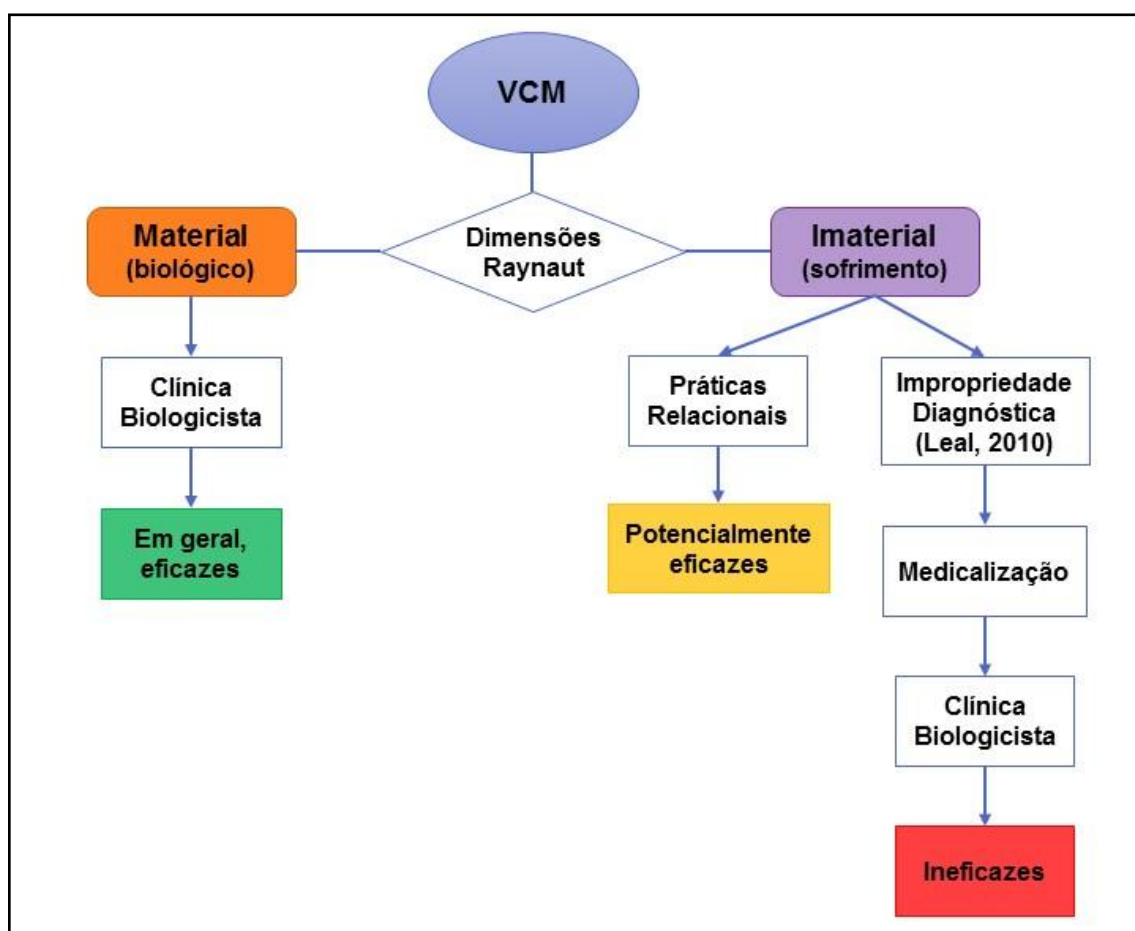 VCM
Dimensões
Raynaut
Material
(biológico)
Imaterial
(sofrimento)
Clínica
Biologicista
Práticas
Relacionais
Impropriedade
Diagnóstica
(Leal, 2010)
Em geral,
eficazes
Potencialmente
eficazes
Medicalização
Clínica
Biologicista
Ineficazes